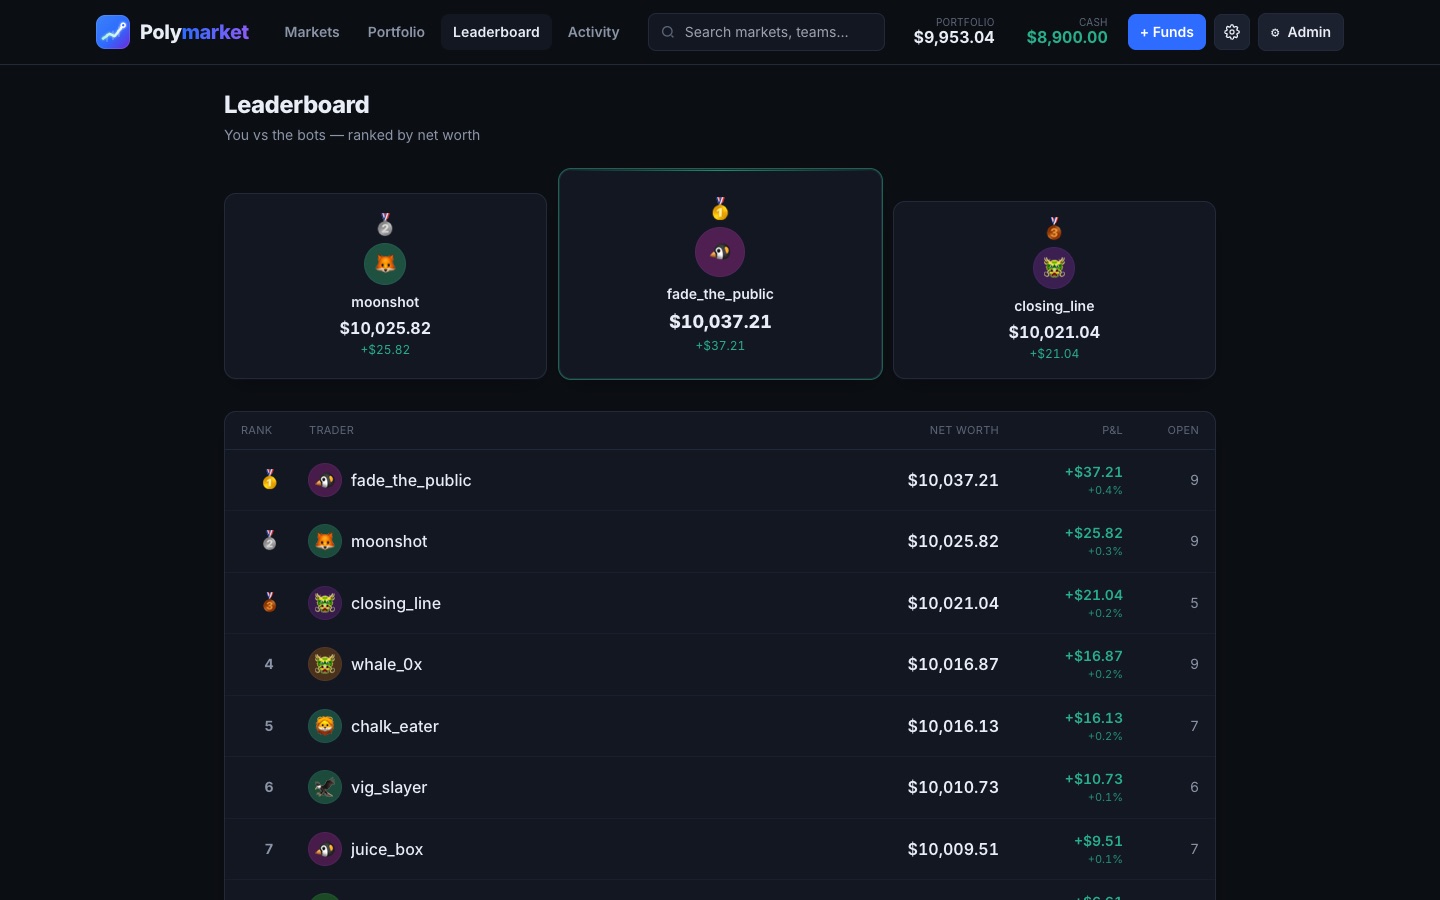 Polymarket
Markets
Portfolio
Leaderboard
Activity
Search markets, teams...
PORTFOLIO
$9,953.04
CASH
$8,900.00
+ Funds
Admin
Leaderboard
You vs the bots — ranked by net worth
2
moonshot
$10,025.82
+$25.82
1
fade_the_public
$10,037.21
+$37.21
3
closing_line
$10,021.04
+$21.04
RANK TRADER NET WORTH P&L OPEN
1 fade_the_public $10,037.21 +$37.21 9
+0.4%
2 moonshot $10,025.82 +$25.82 9
+0.3%
3 closing_line $10,021.04 +$21.04 5
+0.2%
4 whale_0x $10,016.87 +$16.87 9
+0.2%
5 chalk_eater $10,016.13 +$16.13 7
+0.2%
6 vig_slayer $10,010.73 +$10.73 6
+0.1%
7 juice_box $10,009.51 +$9.51 7
+0.1%